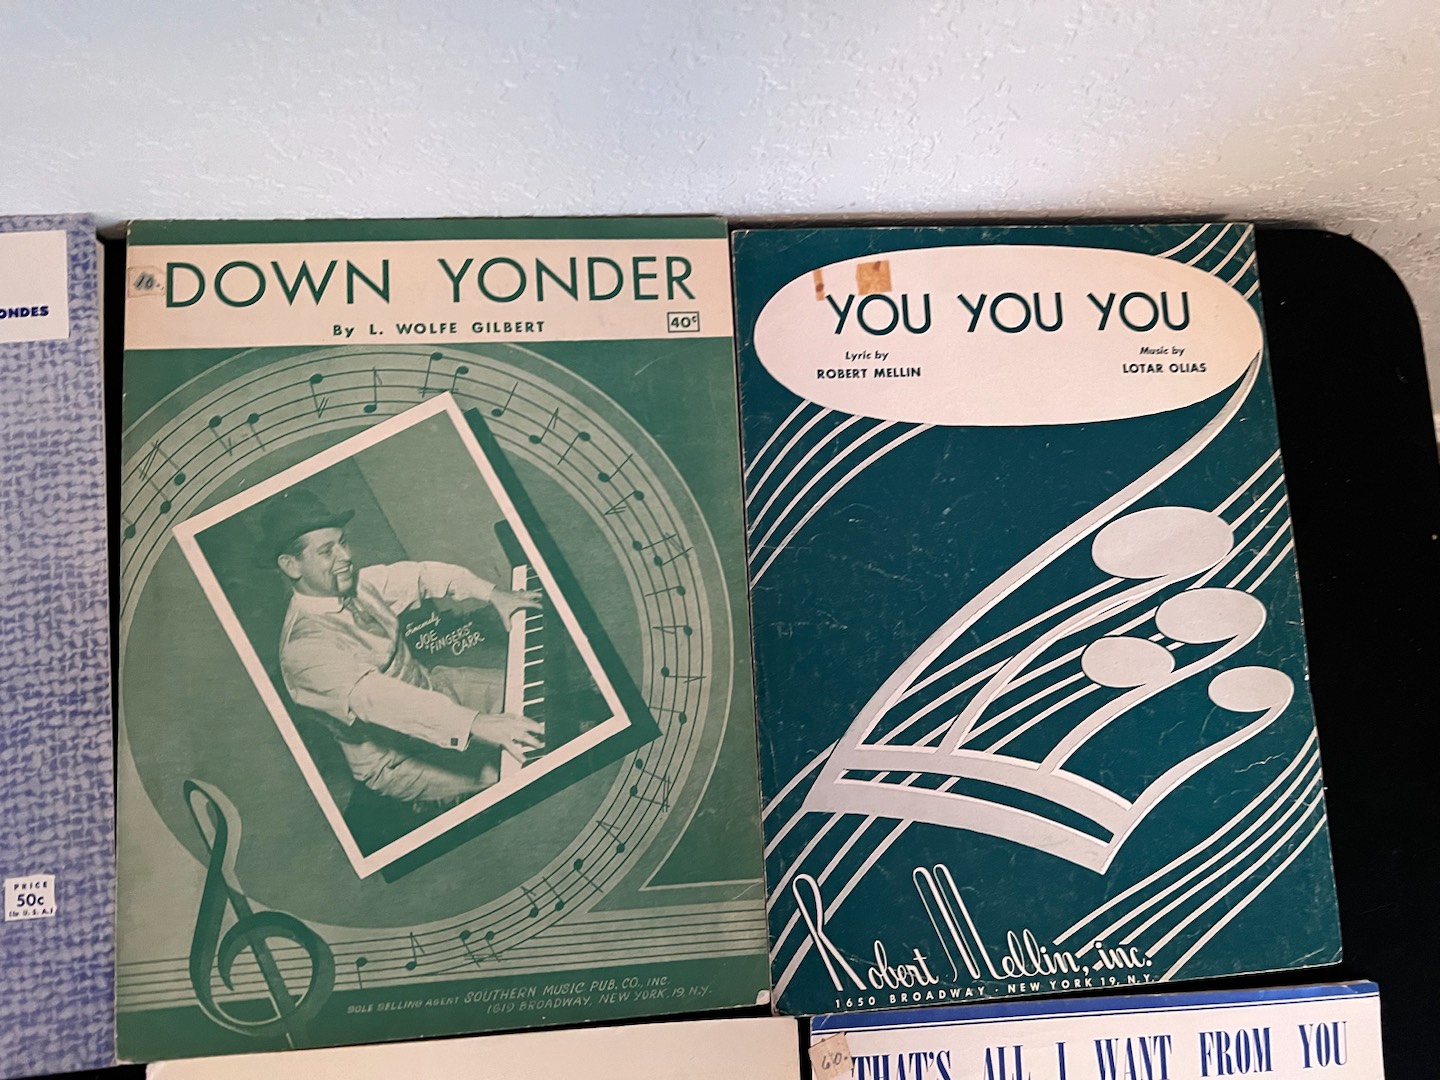 ONDES
PRICE
50c
(In U.S.A.)
10.
DOWN YONDER
By L. WOLFE GILBERT
40¢
Sincerely
JOE
"FINGERS"
CARR
SOLE SELLING AGENT SOUTHERN MUSIC PUB. CO., INC.
1619 BROADWAY, NEW YORK, 19, N.Y.
YOU YOU YOU
Lyric by
ROBERT MELLIN
Music by
LOTAR OLIAS
Robert Mellin, inc.
1650 BROADWAY · NEW YORK 19, N.Y.
60.
THAT'S ALL I WANT FROM YOU